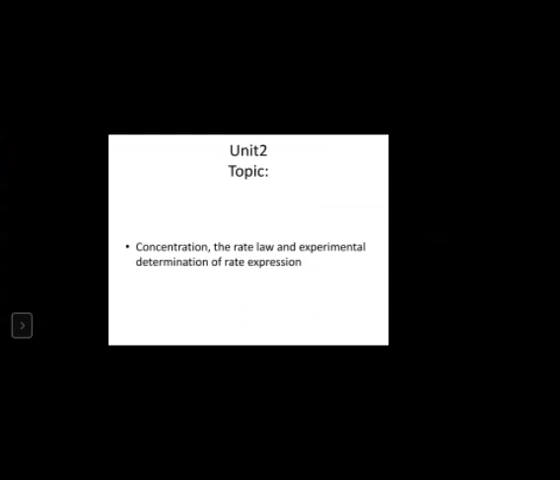 Unit2
Topic:
• Concentration, the rate law and experimental
determination of rate expression